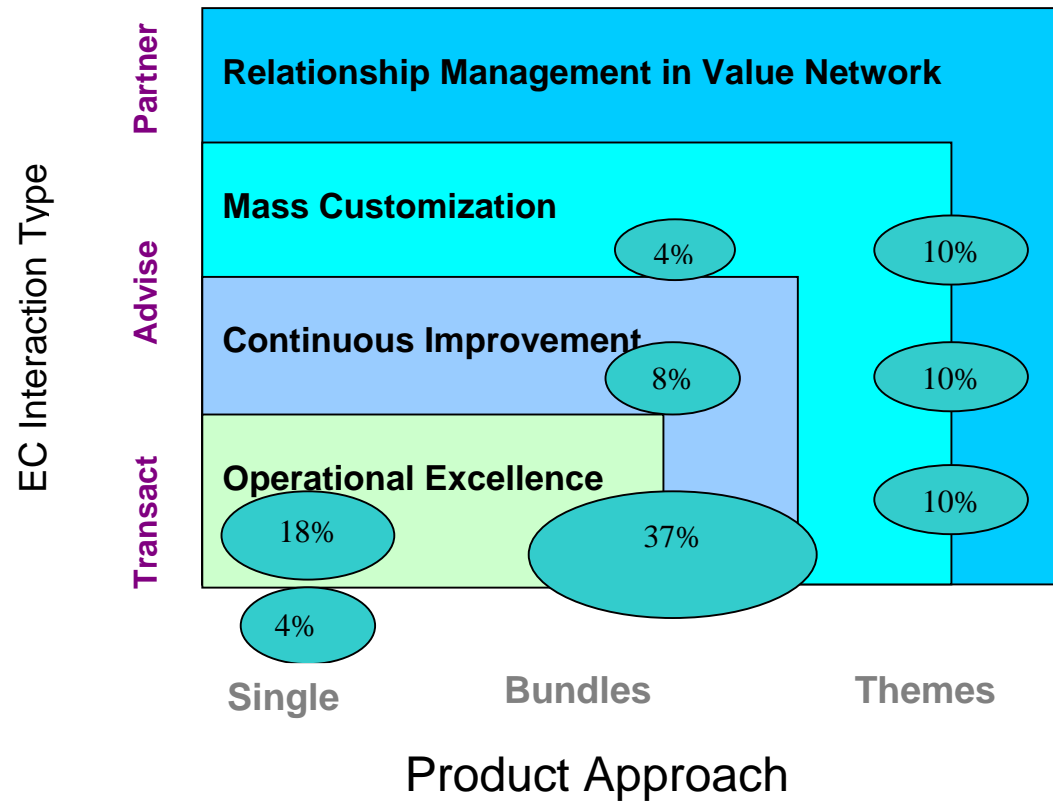 EC Interaction Type
Partner
Advise
Transact
Relationship Management in Value Network
Mass Customization
4%
10%
Continuous Improvement
8%
10%
Operational Excellence
18%
37%
10%
4%
Single
Bundles
Themes
Product Approach